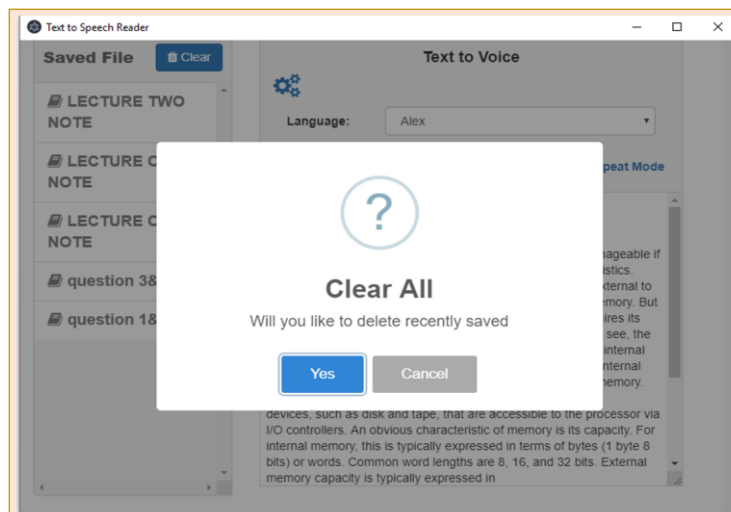 Text to Speech Reader
Saved File
Clear
LECTURE TWO
NOTE
LECTURE O
NOTE
LECTURE O
NOTE
question 3&
question 1&
Text to Voice
Language:
Alex
peat Mode
nageable if
istics.
xternal to
emory. But
ires its
see, the
internal
nternal
nemory.
devices, such as disk and tape, that are accessible to the processor via
I/O controllers. An obvious characteristic of memory is its capacity. For
internal memory, this is typically expressed in terms of bytes (1 byte 8
bits) or words. Common word lengths are 8, 16, and 32 bits. External
memory capacity is typically expressed in
?
Clear All
Will you like to delete recently saved
Yes
Cancel